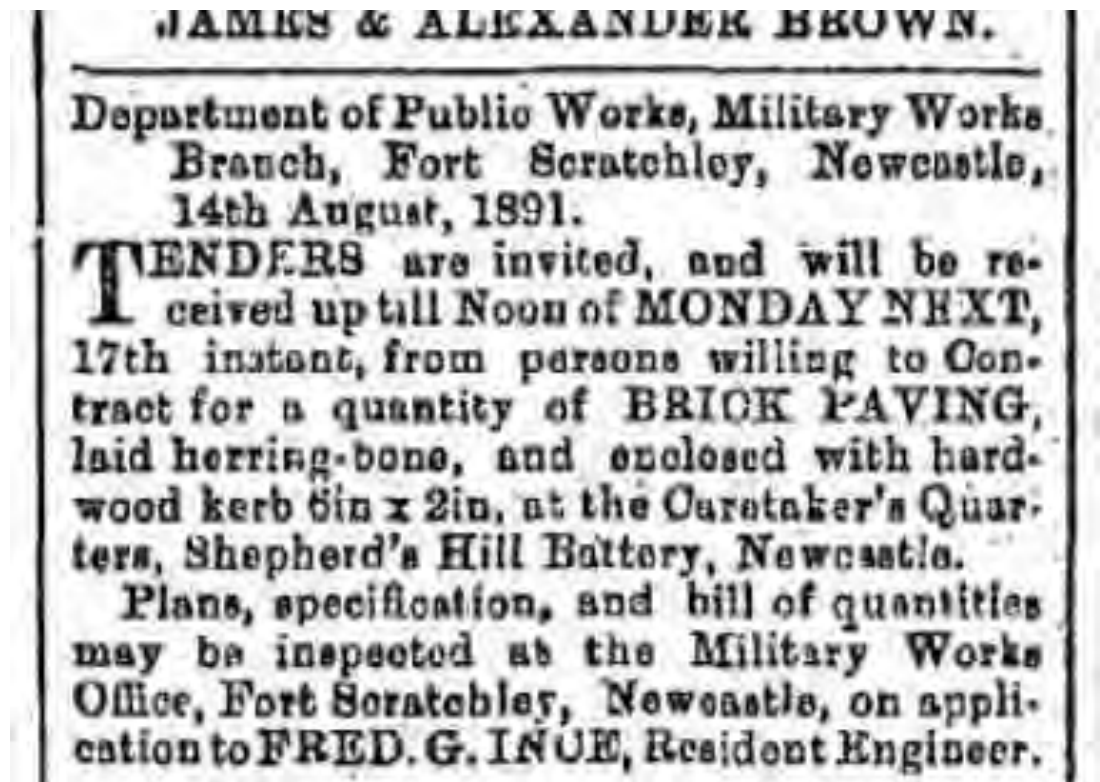 JAMES & ALEXANDER BROWN.
Department of Public Works, Military Works
Branch, Fort Scratchley, Newcastle,
14th August, 1891.
TENDERS are invited, and will be re-
ceived up till Noon of MONDAY NEXT,
17th instant, from persons willing to Con-
tract for a quantity of BRICK PAVING,
laid herring-bone, and enclosed with hard-
wood kerb 6in x 2in, at the Caretaker's Quar-
ters, Shepherd's Hill Battery, Newcastle.
Plans, specification, and bill of quantities
may be inspected at the Military Works
Office, Fort Scratchley, Newcastle, on appli-
cation to FRED. G. INCE, Resident Engineer.